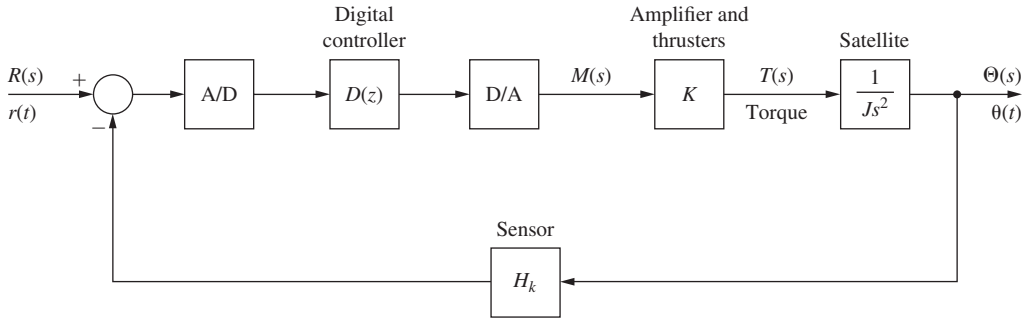 Digital
controller
Amplifier and
thrusters
Satellite
R(s)
r(t)
+
−
A/D
D(z)
D/A
M(s)
K
T(s)
Torque
1
Js²
Θ(s)
θ(t)
Sensor
H_k